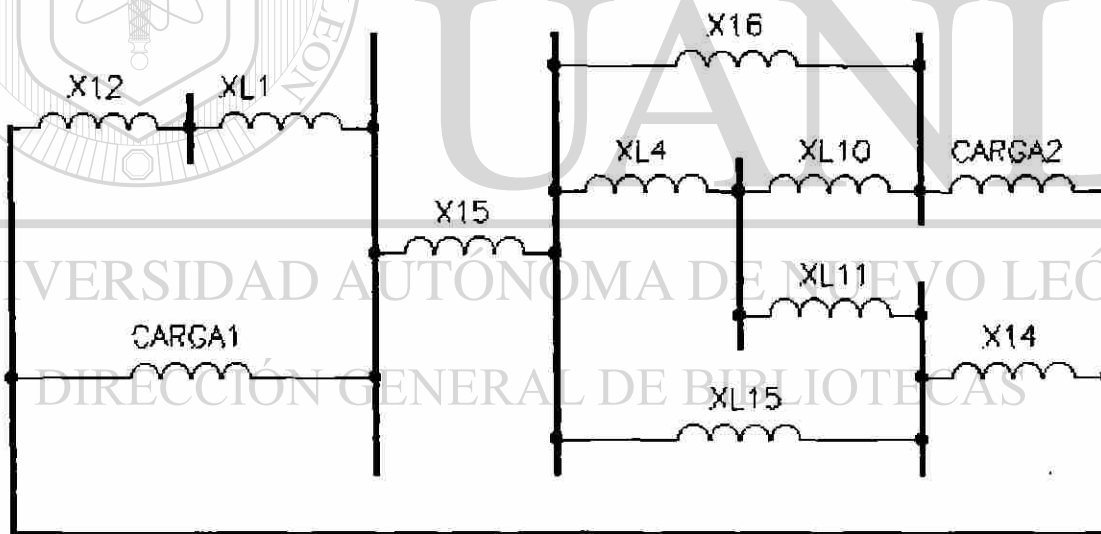 UANL
X16
X12 XL1
XL4 XL10 CARGA2
X15
UNIVERSIDAD AUTÓNOMA DE NUEVO LEÓN
XL11
CARGA1 X14
DIRECCIÓN GENERAL DE BIBLIOTECAS
XL15